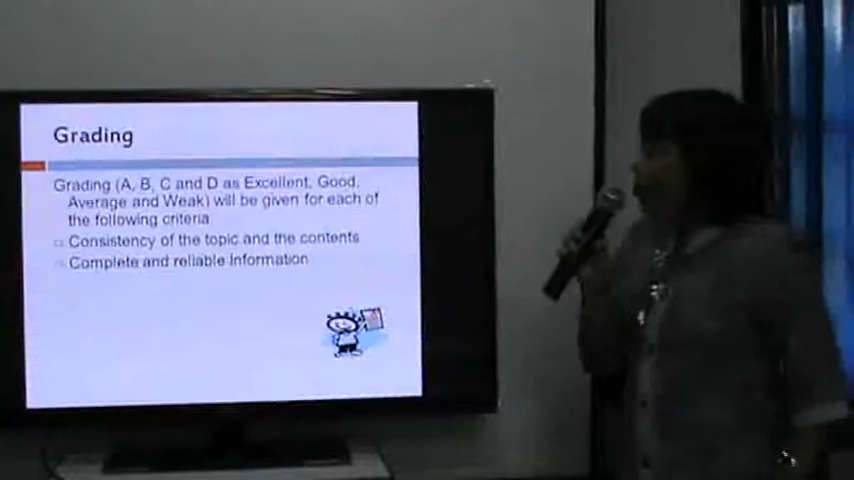 Grading
Grading (A, B, C and D as Excellent, Good,
Average and Weak) will be given for each of
the following criteria
Consistency of the topic and the contents
Complete and reliable Information